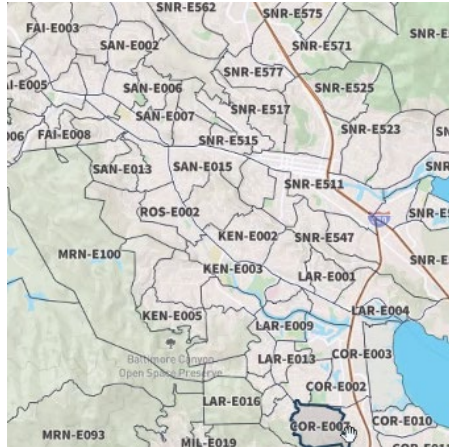 SNR-E562
FAI-E003
SNR-E575
SAN-E002
SNR-E571
SNR-E577
SAN-E006
SNR-E525
SAN-E007
SNR-E517
FAI-E008
SNR-E523
SNR-E515
SAN-E013
SAN-E015
SNR-E511
ROS-E002
KEN-E002
SNR-E547
MRN-E100
KEN-E003
LAR-E001
LAR-E004
KEN-E005
LAR-E009
Baltimore Canyon
Open Space Preserve
LAR-E013
COR-E003
COR-E002
LAR-E016
COR-E010
COR-E007
MRN-E093
MIL-E019